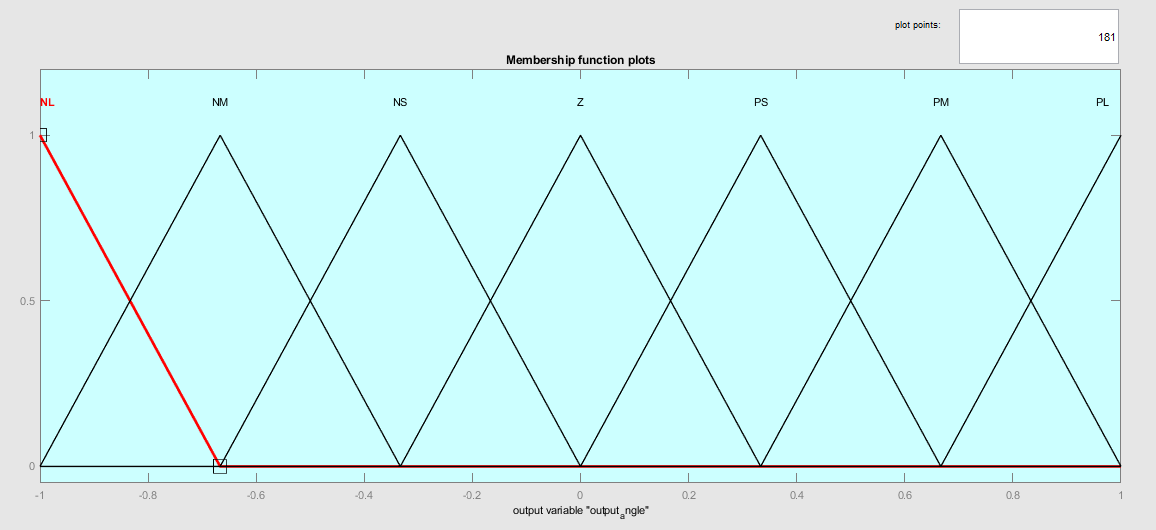 plot points:
181
Membership function plots
NL NM NS Z PS PM PL
1
0.5
0
-1 -0.8 -0.6 -0.4 -0.2 0 0.2 0.4 0.6 0.8 1
output variable "output_angle"